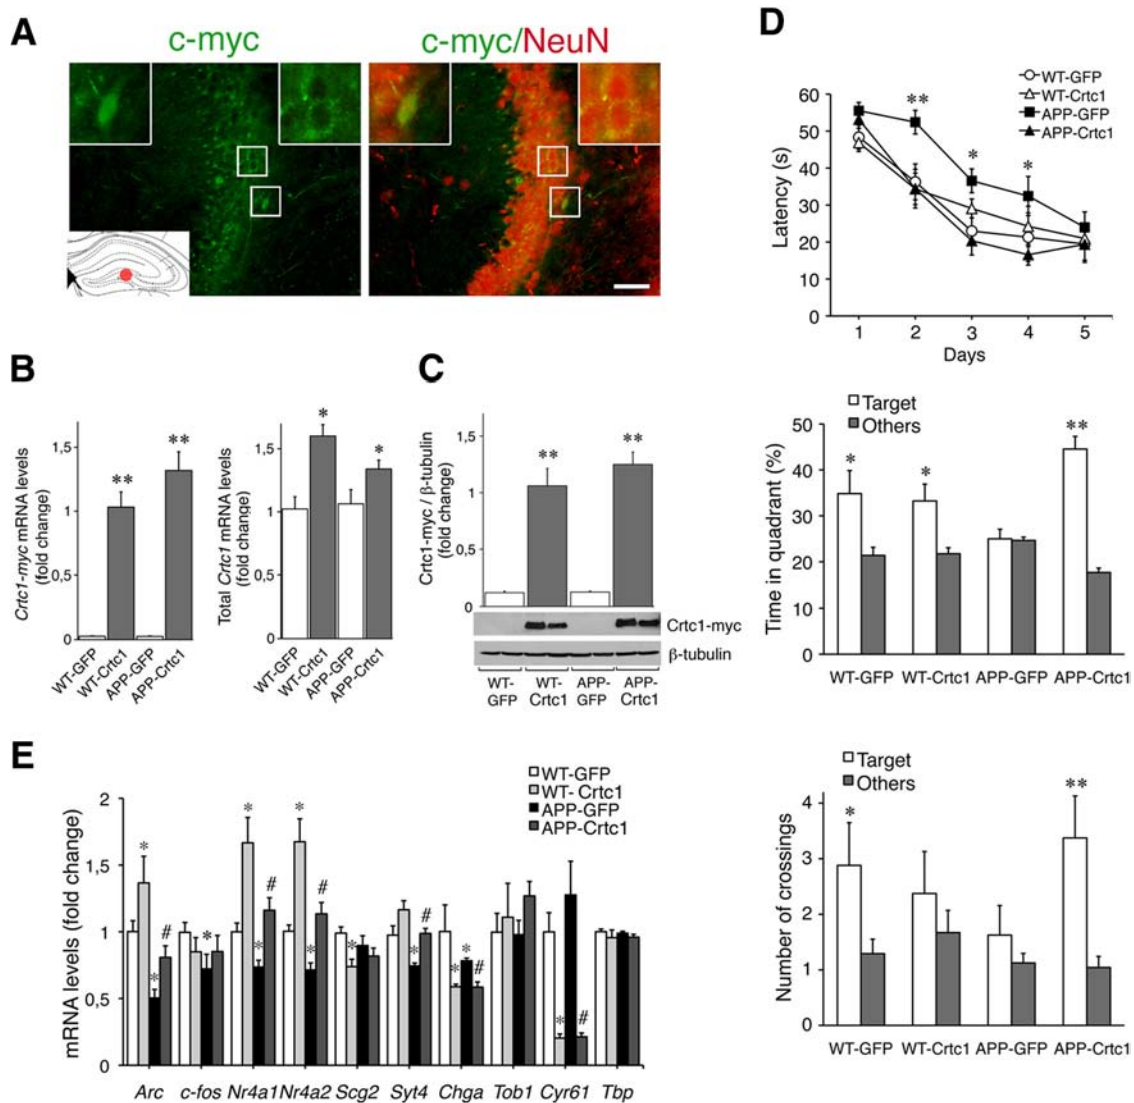 A
c-myc
c-myc/NeuN
B
Crtc1-myc mRNA levels
(fold change)
1,5
1
0,5
0
**
**
WT-GFP
WT-Crtc1
APP-GFP
APP-Crtc1
Total Crtc1 mRNA levels
(fold change)
1,5
1
0,5
0
*
*
WT-GFP
WT-Crtc1
APP-GFP
APP-Crtc1
C
Crtc1-myc / β-tubulin
(fold change)
1,5
1
0,5
0
**
**
Crtc1-myc
β-tubulin
WT-
GFP
WT-
Crtc1
APP-
GFP
APP-
Crtc1
D
WT-GFP
WT-Crtc1
APP-GFP
APP-Crtc1
Latency (s)
60
50
40
30
20
10
0
**
*
*
1 2 3 4 5
Days
Target
Others
Time in quadrant (%)
50
40
30
20
10
0
*
*
**
WT-GFP WT-Crtc1 APP-GFP APP-Crtc1
Target
Others
Number of crossings
4
3
2
1
0
*
**
WT-GFP WT-Crtc1 APP-GFP APP-Crtc1
E
WT-GFP
WT- Crtc1
APP-GFP
APP-Crtc1
mRNA levels (fold change)
2
1,5
1
0,5
0
* * #
*
* * #
* * #
*
* #
* * #
* #
Arc c-fos Nr4a1 Nr4a2 Scg2 Syt4 Chga Tob1 Cyr61 Tbp